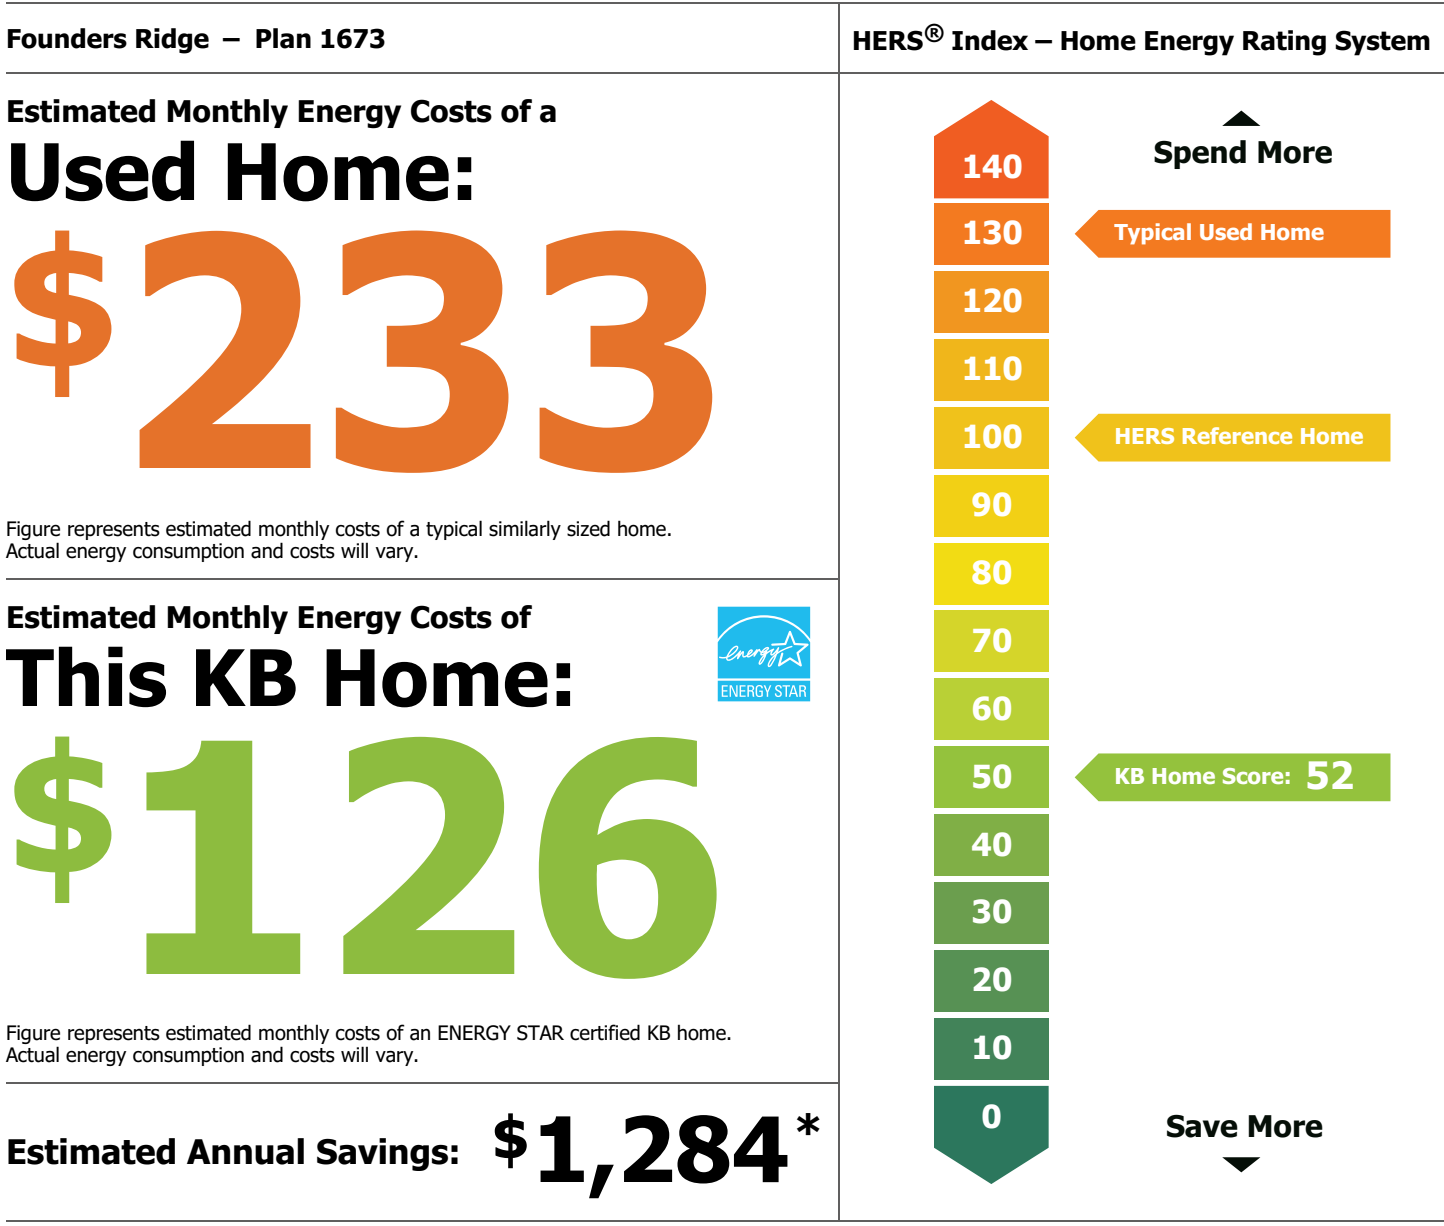 Founders Ridge – Plan 1673
Estimated Monthly Energy Costs of a
Used Home:
$233
Figure represents estimated monthly costs of a typical similarly sized home.
Actual energy consumption and costs will vary.
Estimated Monthly Energy Costs of
This KB Home:
energy
ENERGY STAR
$126
Figure represents estimated monthly costs of an ENERGY STAR certified KB home.
Actual energy consumption and costs will vary.
Estimated Annual Savings: $1,284*
HERS® Index – Home Energy Rating System
Spend More
140
130 Typical Used Home
120
110
100 HERS Reference Home
90
80
70
60
50 KB Home Score: 52
40
30
20
10
0
Save More